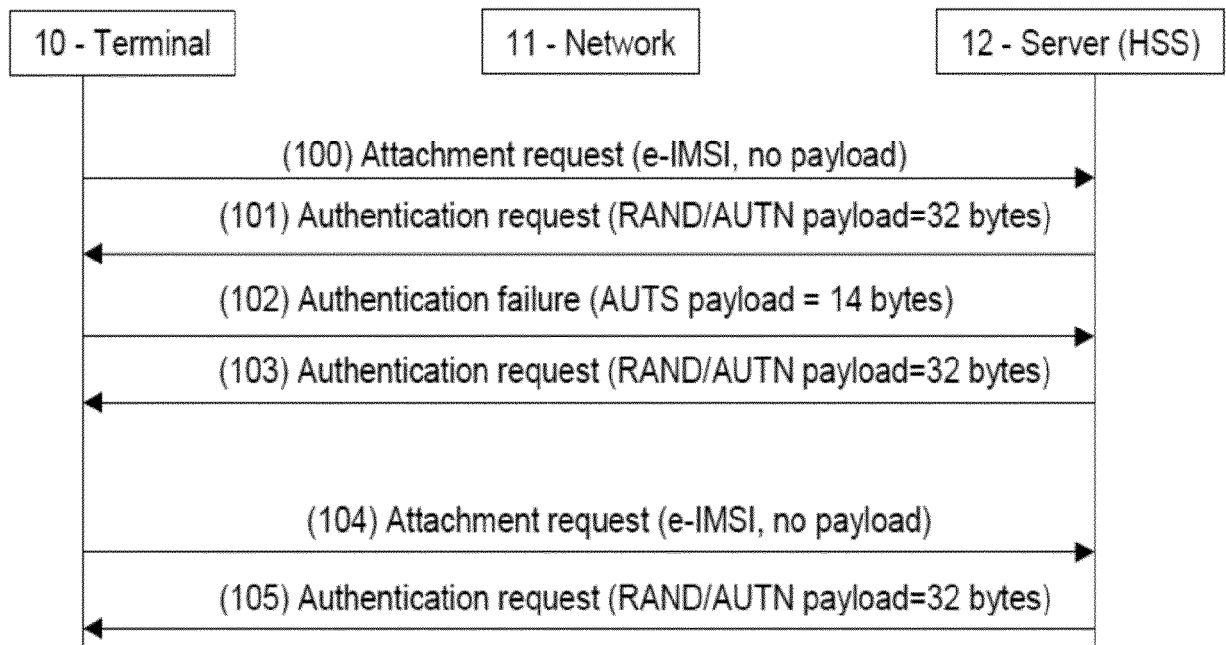 10 - Terminal
11 - Network
12 - Server (HSS)
(100) Attachment request (e-IMSI, no payload)
(101) Authentication request (RAND/AUTN payload=32 bytes)
(102) Authentication failure (AUTS payload = 14 bytes)
(103) Authentication request (RAND/AUTN payload=32 bytes)
(104) Attachment request (e-IMSI, no payload)
(105) Authentication request (RAND/AUTN payload=32 bytes)